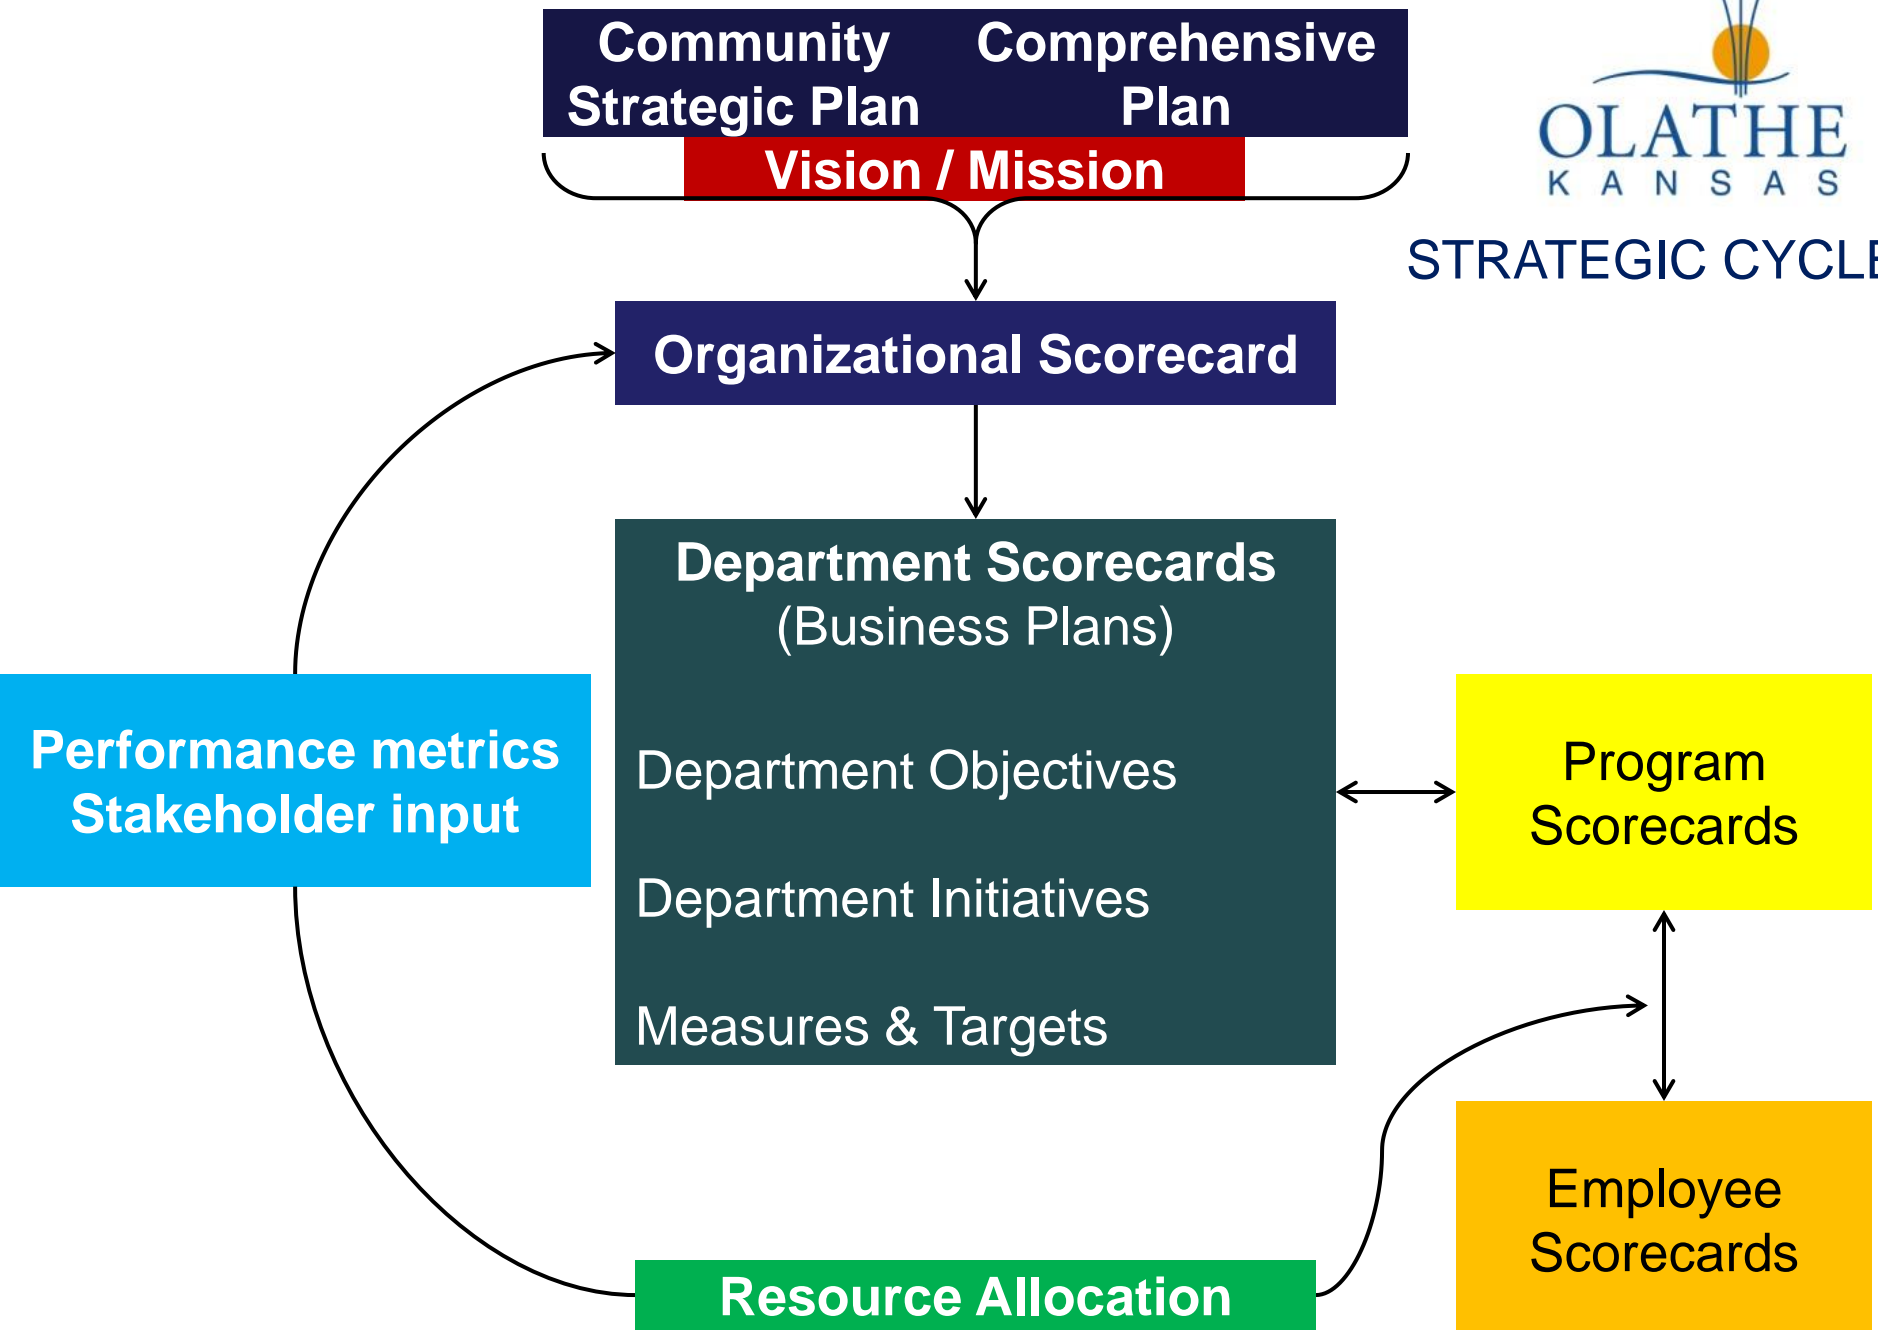 Community Strategic Plan
Comprehensive Plan
Vision / Mission
OLATHE
KANSAS
STRATEGIC CYCLE
Organizational Scorecard
Department Scorecards
(Business Plans)
Department Objectives
Department Initiatives
Measures & Targets
Performance metrics
Stakeholder input
Program
Scorecards
Employee
Scorecards
Resource Allocation